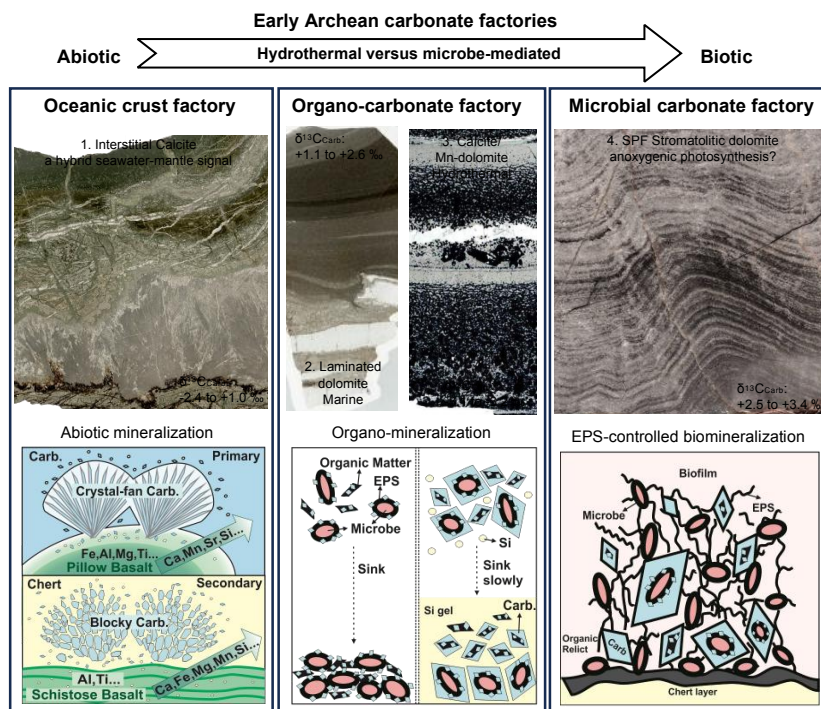 Early Archean carbonate factories
Abiotic
Hydrothermal versus microbe-mediated
Biotic
Oceanic crust factory
1. Interstitial Calcite
a hybrid seawater-mantle signal
-2.4 to +1.0 ‰
Abiotic mineralization
Carb.
Primary
Crystal-fan Carb.
Fe,Al,Mg,Ti...
Pillow Basalt
Ca,Mn,Sr,Si...
Chert
Secondary
Blocky Carb.
Al,Ti...
Schistose Basalt
Ca,Fe,Mg,Mn,Si...
Organo-carbonate factory
δ¹³CCarb:
+1.1 to +2.6 ‰
2. Laminated
dolomite
Marine
3. Calcite/
Mn-dolomite
Hydrothermal
Organo-mineralization
Organic Matter
EPS
Microbe
Sink
Si
Sink
slowly
Si gel
Carb.
Microbial carbonate factory
4. SPF Stromatolitic dolomite
anoxygenic photosynthesis?
δ¹³CCarb:
+2.5 to +3.4 %
EPS-controlled biomineralization
Biofilm
Microbe
EPS
Organic
Relict
Carb
Chert layer